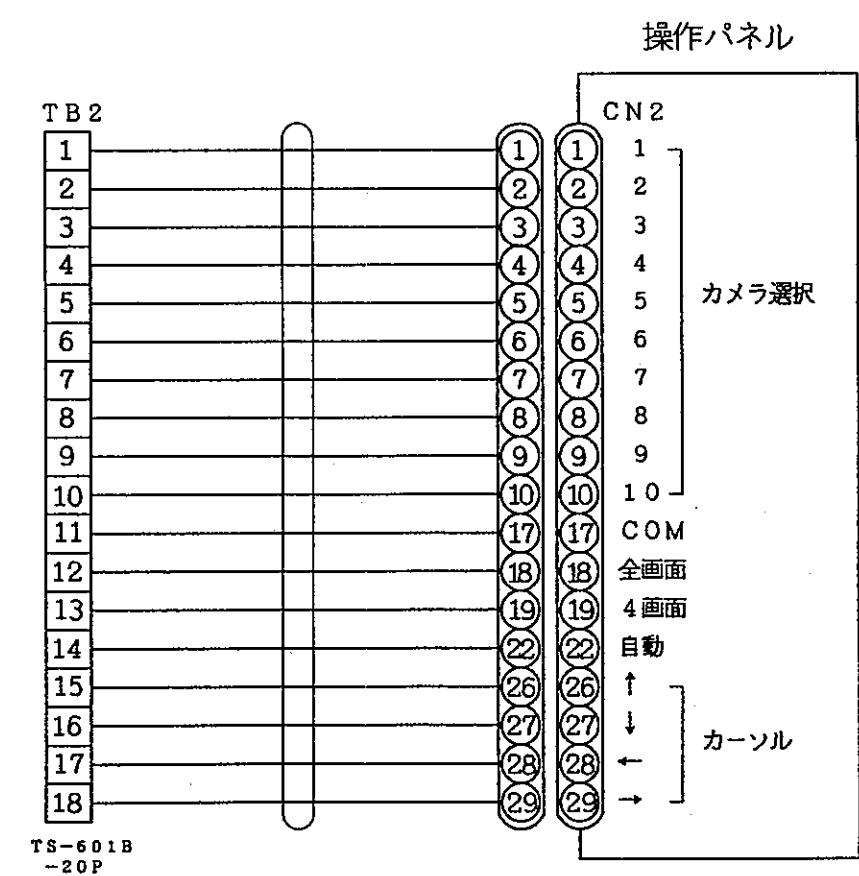 操作パネル
TB2 CN2
1 1 1 1
2 2 2 2
3 3 3 3
4 4 4 4
5 5 5 5 カメラ選択
6 6 6 6
7 7 7 7
8 8 8 8
9 9 9 9
10 10 10 10
11 17 17 COM
12 18 18 全画面
13 19 19 4画面
14 22 22 自動
15 26 26 ↑
16 27 27 ↓ カーソル
17 28 28 ←
18 29 29 →
TS-601B
-20P